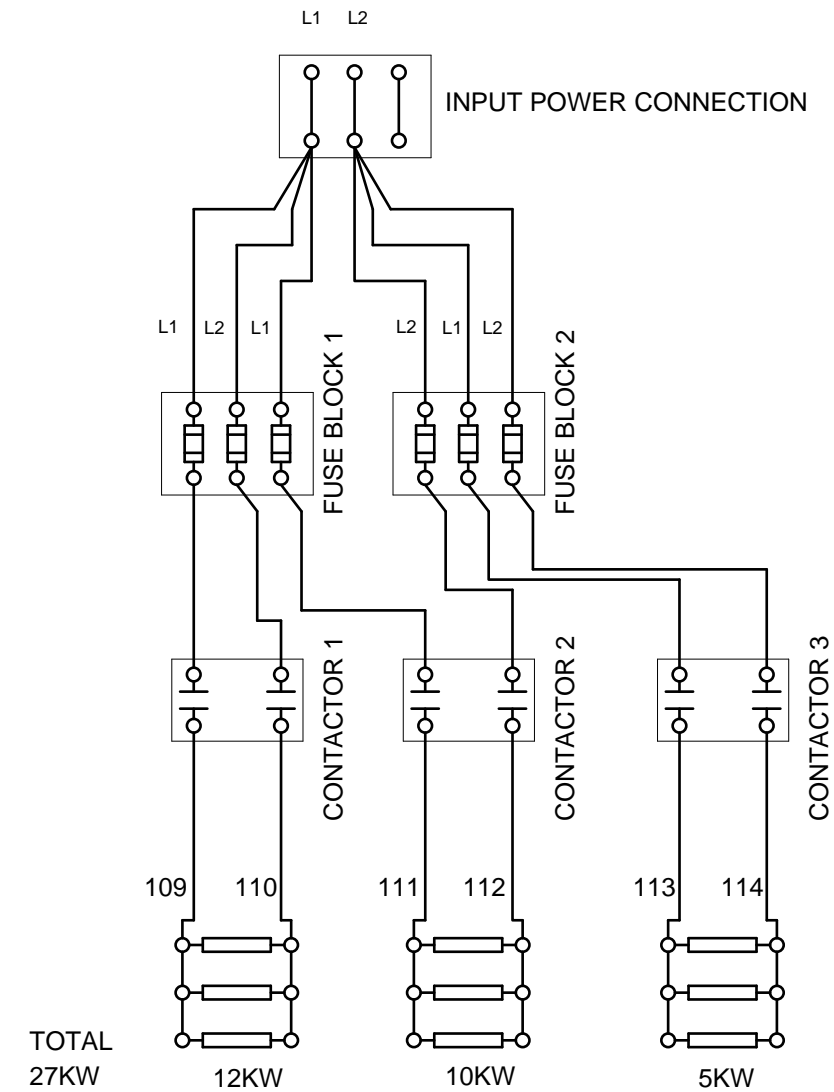 L1 L2
INPUT POWER CONNECTION
L1 L2 L1 L2 L1 L2
FUSE BLOCK 1
FUSE BLOCK 2
CONTACTOR 1
CONTACTOR 2
CONTACTOR 3
109 110 111 112 113 114
TOTAL
27KW 12KW 10KW 5KW